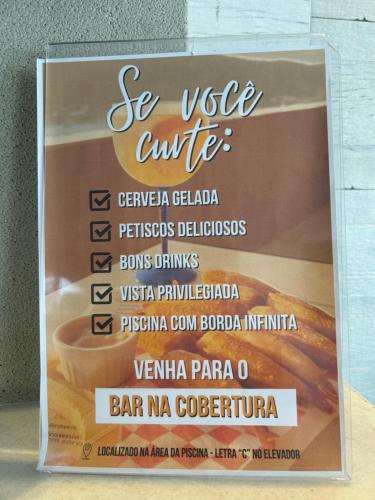 Se você
curte:
CERVEJA GELADA
PETISCOS DELICIOSOS
BONS DRINKS
VISTA PRIVILEGIADA
PISCINA COM BORDA INFINITA
VENHA PARA O
BAR NA COBERTURA
LOCALIZADO NA ÁREA DA PISCINA - LETRA "C" NO ELEVADOR